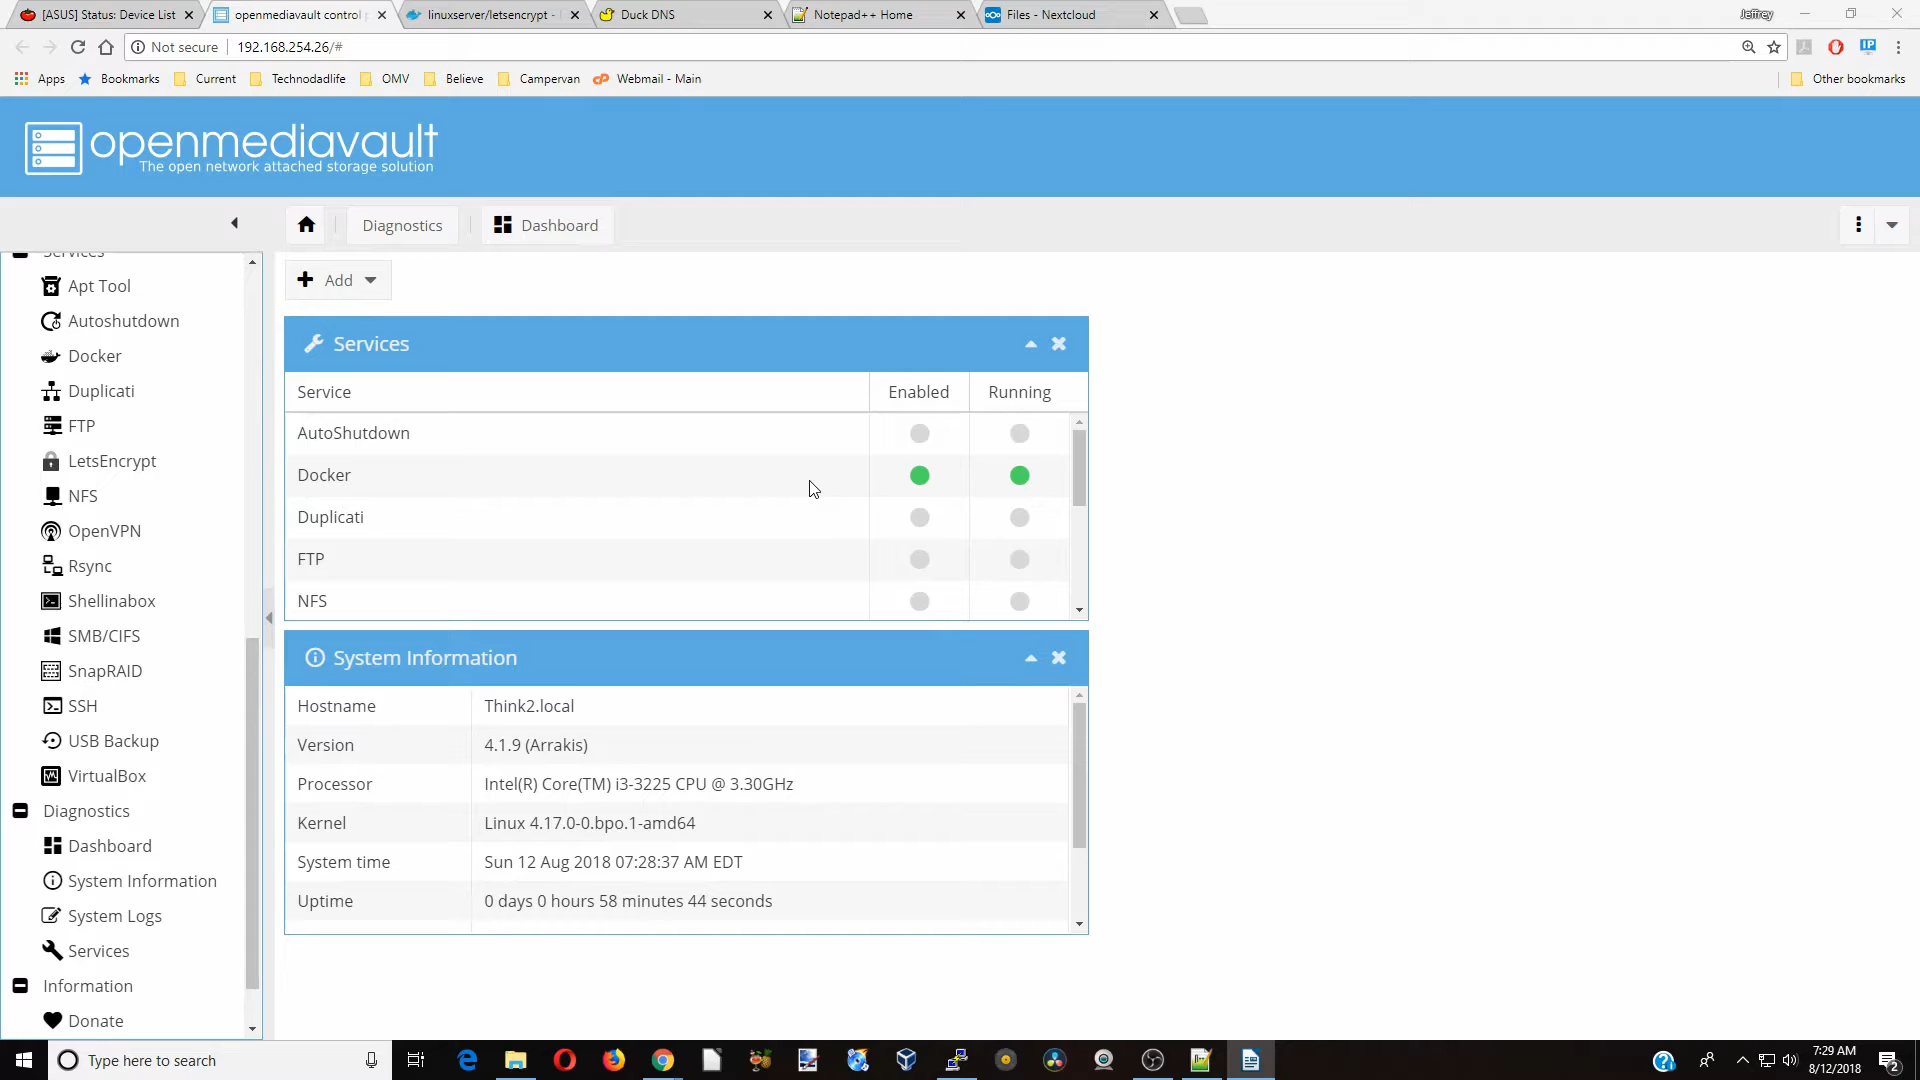 [ASUS] Status: Device List
openmediavault control p
linuxserver/letsencrypt -
Duck DNS
Notepad++ Home
Files - Nextcloud
Jeffrey
Not secure
192.168.254.26/#
IP
Apps
Bookmarks
Current
Technodadlife
OMV
Believe
Campervan
Webmail - Main
Other bookmarks
openmediavault
The open network attached storage solution
Diagnostics
Dashboard
Services
Apt Tool
Autoshutdown
Docker
Duplicati
FTP
LetsEncrypt
NFS
OpenVPN
Rsync
Shellinabox
SMB/CIFS
SnapRAID
SSH
USB Backup
VirtualBox
Diagnostics
Dashboard
System Information
System Logs
Services
Information
Donate
Add
Services
Service Enabled Running
AutoShutdown
Docker
Duplicati
FTP
NFS
System Information
Hostname Think2.local
Version 4.1.9 (Arrakis)
Processor Intel(R) Core(TM) i3-3225 CPU @ 3.30GHz
Kernel Linux 4.17.0-0.bpo.1-amd64
System time Sun 12 Aug 2018 07:28:37 AM EDT
Uptime 0 days 0 hours 58 minutes 44 seconds
Type here to search
7:29 AM
8/12/2018
2